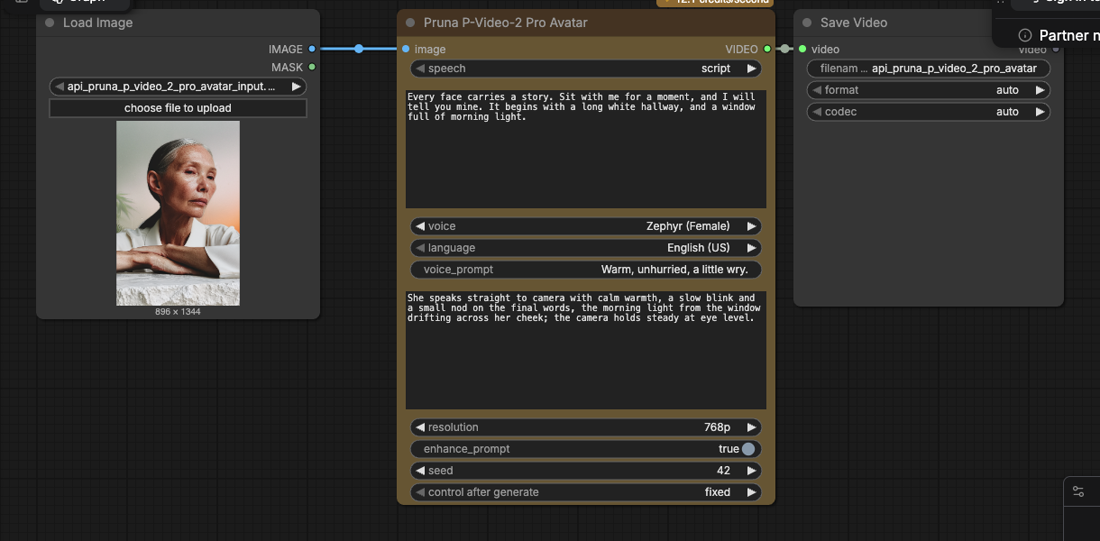 Graph
Load Image
IMAGE
MASK
api_pruna_p_video_2_pro_avatar_input....
choose file to upload
896 × 1344
credits/second
Pruna P-Video-2 Pro Avatar
image
VIDEO
speech
script
Every face carries a story. Sit with me for a moment, and I will
tell you mine. It begins with a long white hallway, and a window
full of morning light.
voice
Zephyr (Female)
language
English (US)
voice_prompt
Warm, unhurried, a little wry.
She speaks straight to camera with calm warmth, a slow blink and
a small nod on the final words, the morning light from the window
drifting across her cheek; the camera holds steady at eye level.
resolution
768p
enhance_prompt
true
seed
42
control after generate
fixed
Save Video
video
video
filenam ...
api_pruna_p_video_2_pro_avatar
format
auto
codec
auto
Partner